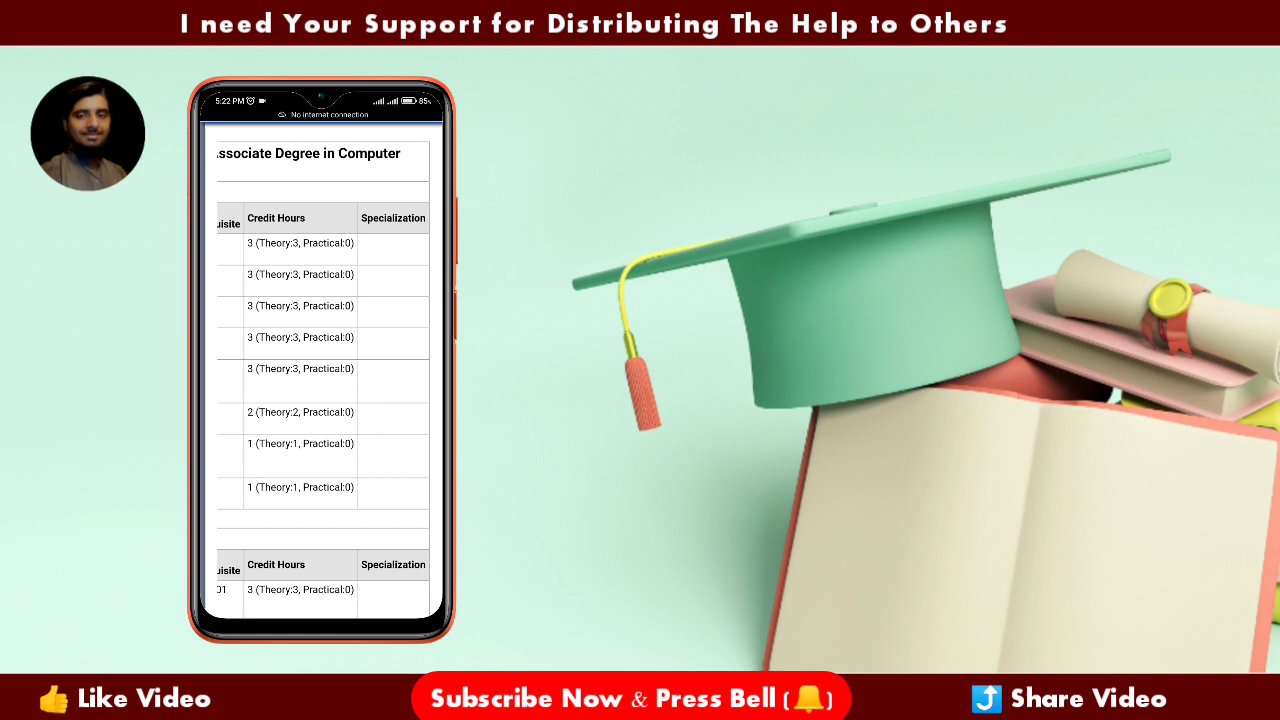 I need Your Support for Distributing The Help to Others
5:22 PM 85%
No internet connection
ssociate Degree in Computer
uisite Credit Hours Specialization
3 (Theory:3, Practical:0)
3 (Theory:3, Practical:0)
3 (Theory:3, Practical:0)
3 (Theory:3, Practical:0)
3 (Theory:3, Practical:0)
2 (Theory:2, Practical:0)
1 (Theory:1, Practical:0)
1 (Theory:1, Practical:0)
uisite Credit Hours Specialization
01 3 (Theory:3, Practical:0)
👍 Like Video
Subscribe Now & Press Bell (🔔)
⤴️ Share Video